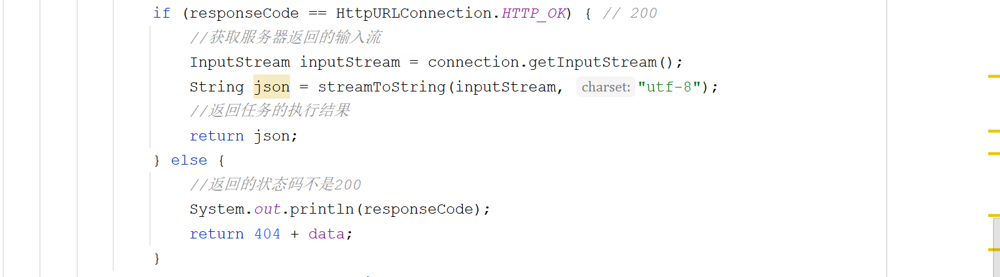 if (responseCode == HttpURLConnection.HTTP_OK) { // 200
//获取服务器返回的输入流
InputStream inputStream = connection.getInputStream();
String json = streamToString(inputStream, charset: "utf-8");
//返回任务的执行结果
return json;
} else {
//返回的状态码不是200
System.out.println(responseCode);
return 404 + data;
}